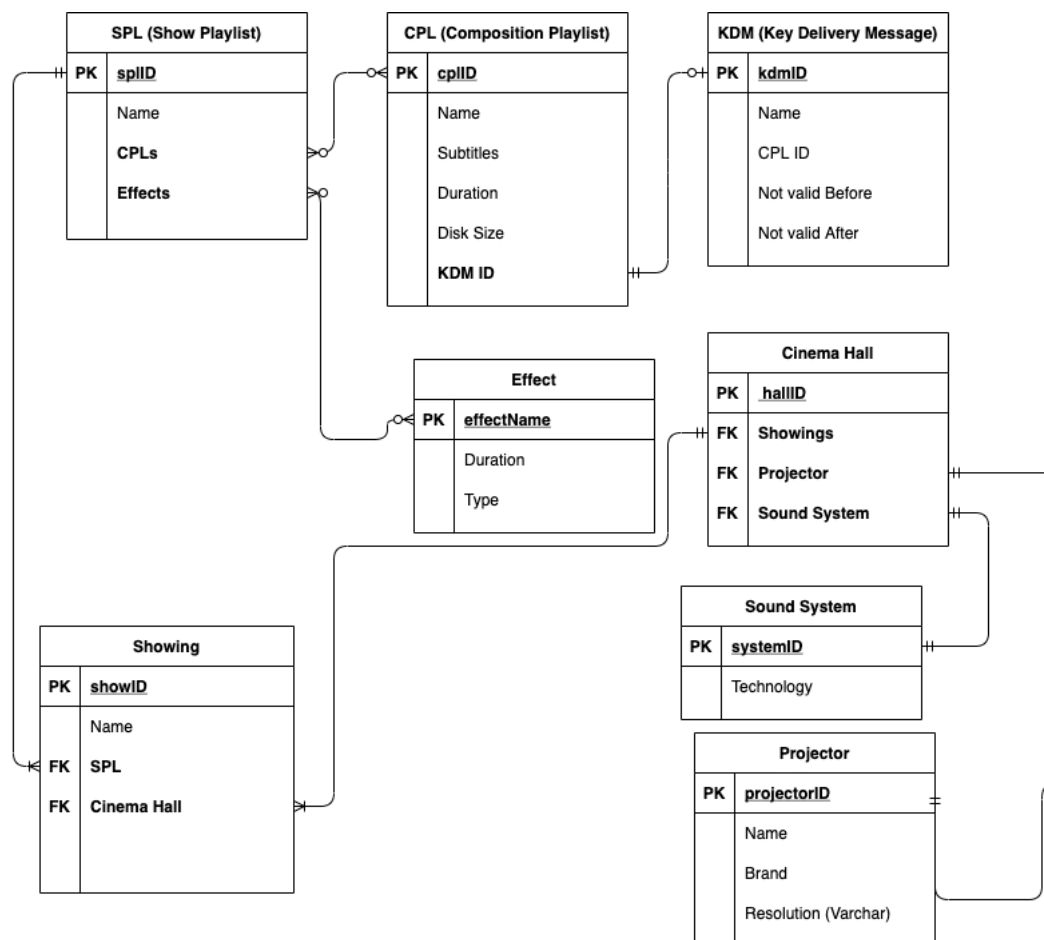 SPL (Show Playlist)
PK splID
Name
CPLs
Effects
CPL (Composition Playlist)
PK cplID
Name
Subtitles
Duration
Disk Size
KDM ID
KDM (Key Delivery Message)
PK kdmID
Name
CPL ID
Not valid Before
Not valid After
Effect
PK effectName
Duration
Type
Cinema Hall
PK hallID
FK Showings
FK Projector
FK Sound System
Sound System
PK systemID
Technology
Showing
PK showID
Name
FK SPL
FK Cinema Hall
Projector
PK projectorID
Name
Brand
Resolution (Varchar)